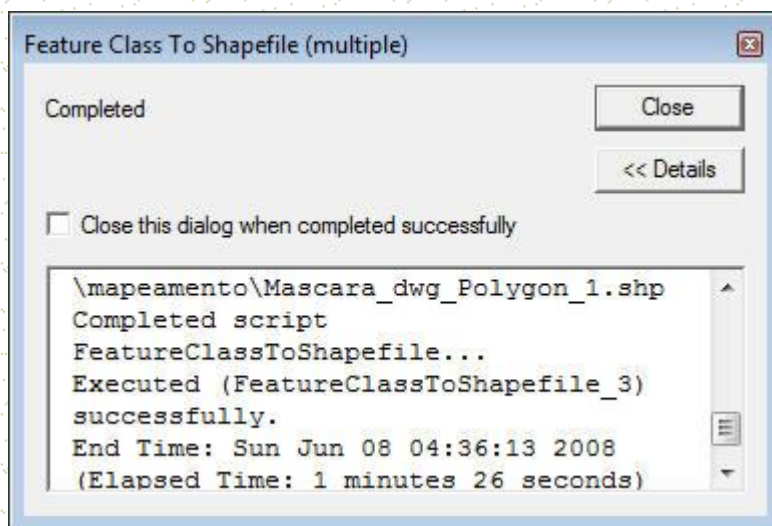 Feature Class To Shapefile (multiple)
Completed
Close
<< Details
Close this dialog when completed successfully
\mapeamento\Mascara_dwg_Polygon_1.shp
Completed script
FeatureClassToShapefile...
Executed (FeatureClassToShapefile_3)
successfully.
End Time: Sun Jun 08 04:36:13 2008
(Elapsed Time: 1 minutes 26 seconds)